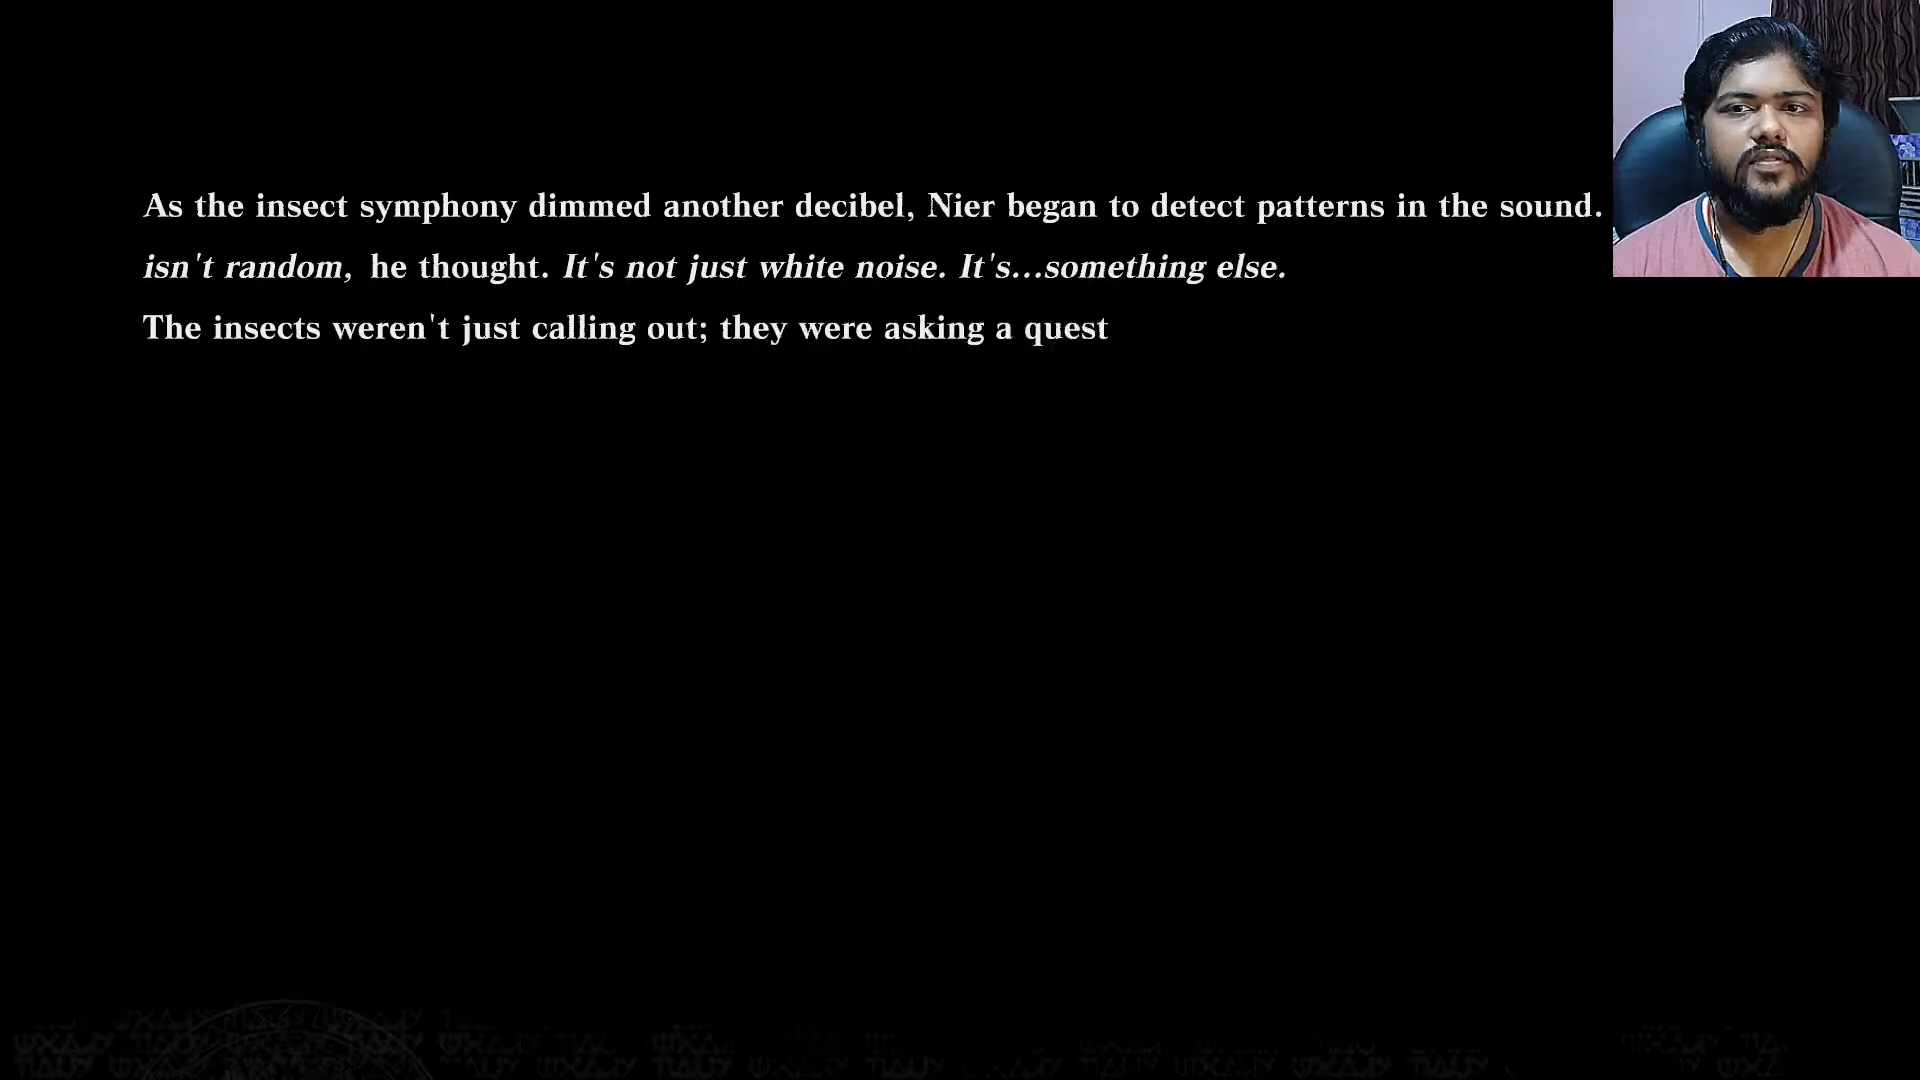 As the insect symphony dimmed another decibel, Nier began to detect patterns in the sound.
isn't random, he thought. It's not just white noise. It's...something else.
The insects weren't just calling out; they were asking a quest